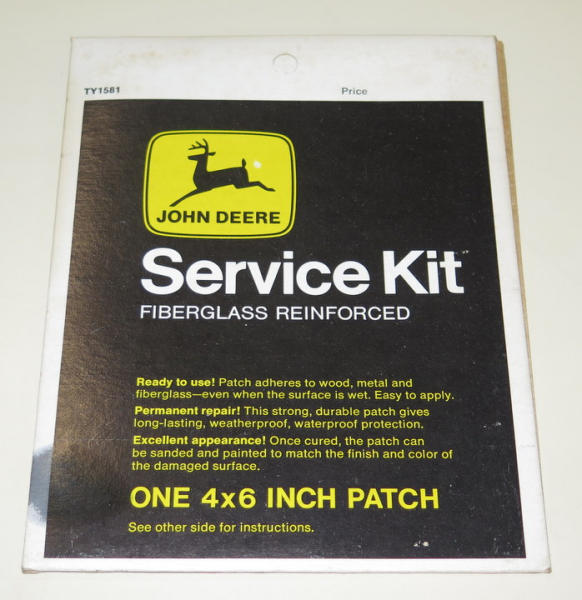 TY1581 Price
JOHN DEERE
Service Kit
FIBERGLASS REINFORCED
Ready to use! Patch adheres to wood, metal and
fiberglass—even when the surface is wet. Easy to apply.
Permanent repair! This strong, durable patch gives
long-lasting, weatherproof, waterproof protection.
Excellent appearance! Once cured, the patch can
be sanded and painted to match the finish and color of
the damaged surface.
ONE 4x6 INCH PATCH
See other side for instructions.